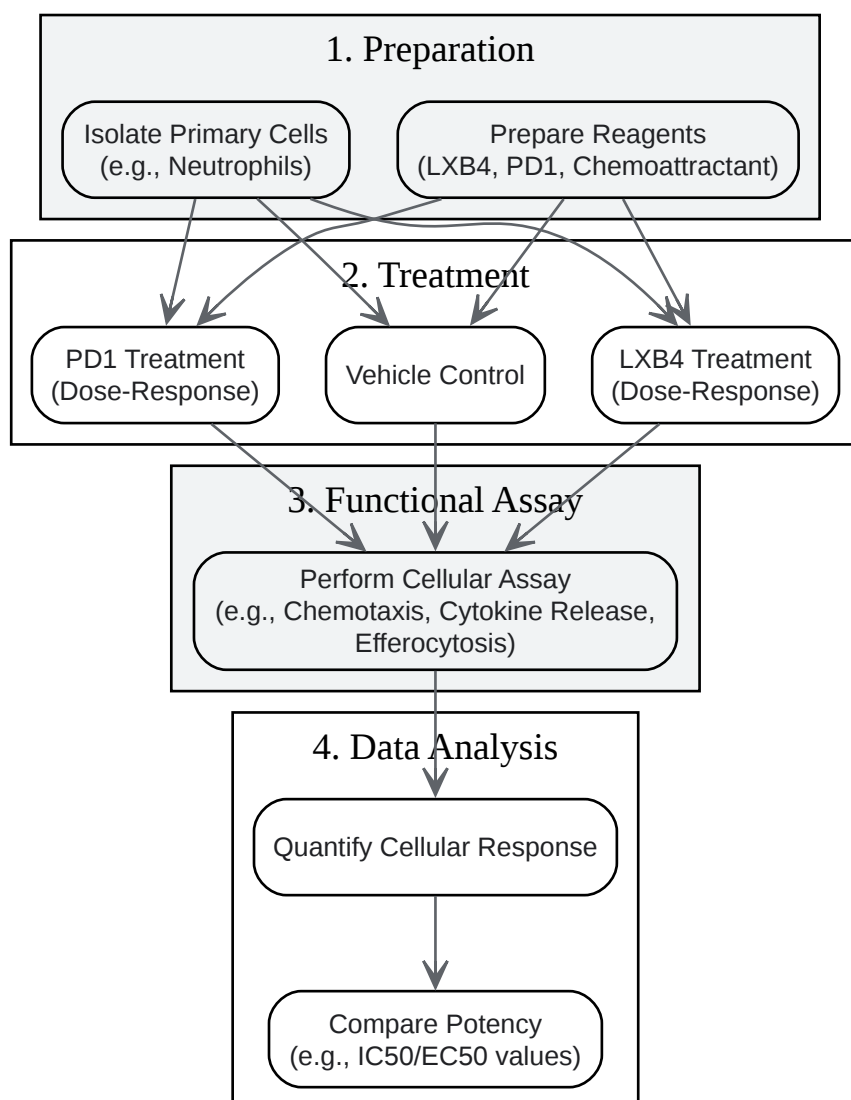 1. Preparation
Isolate Primary Cells
(e.g., Neutrophils)
Prepare Reagents
(LXB4, PD1, Chemoattractant)
2. Treatment
PD1 Treatment
(Dose-Response)
Vehicle Control
LXB4 Treatment
(Dose-Response)
3. Functional Assay
Perform Cellular Assay
(e.g., Chemotaxis, Cytokine Release,
Efferocytosis)
4. Data Analysis
Quantify Cellular Response
Compare Potency
(e.g., IC50/EC50 values)